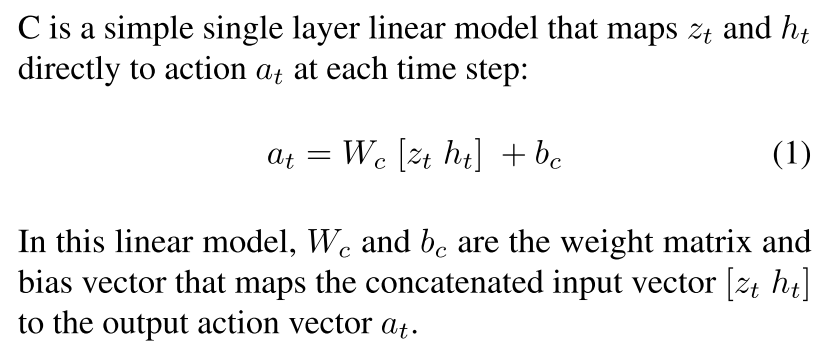 C is a simple single layer linear model that maps z_t and h_t
directly to action a_t at each time step:
a_t = W_c [z_t h_t] + b_c (1)
In this linear model, W_c and b_c are the weight matrix and
bias vector that maps the concatenated input vector [z_t h_t]
to the output action vector a_t.